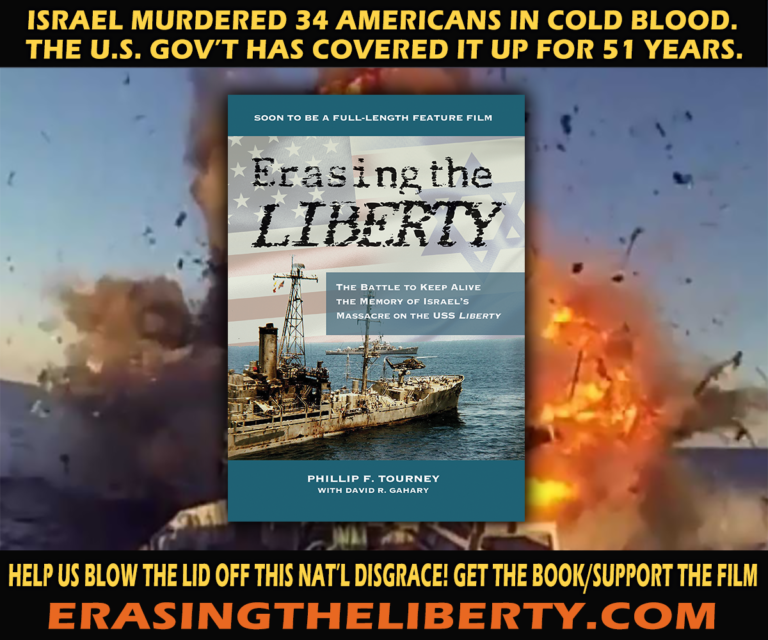 ISRAEL MURDERED 34 AMERICANS IN COLD BLOOD.
THE U.S. GOV'T HAS COVERED IT UP FOR 51 YEARS.
SOON TO BE A FULL-LENGTH FEATURE FILM
Erasing the
LIBERTY
THE BATTLE TO KEEP ALIVE
THE MEMORY OF ISRAEL'S
MASSACRE ON THE USS LIBERTY
PHILLIP F. TOURNEY
WITH DAVID R. GAHARY
HELP US BLOW THE LID OFF THIS NAT'L DISGRACE! GET THE BOOK/SUPPORT THE FILM
ERASINGTHELIBERTY.COM